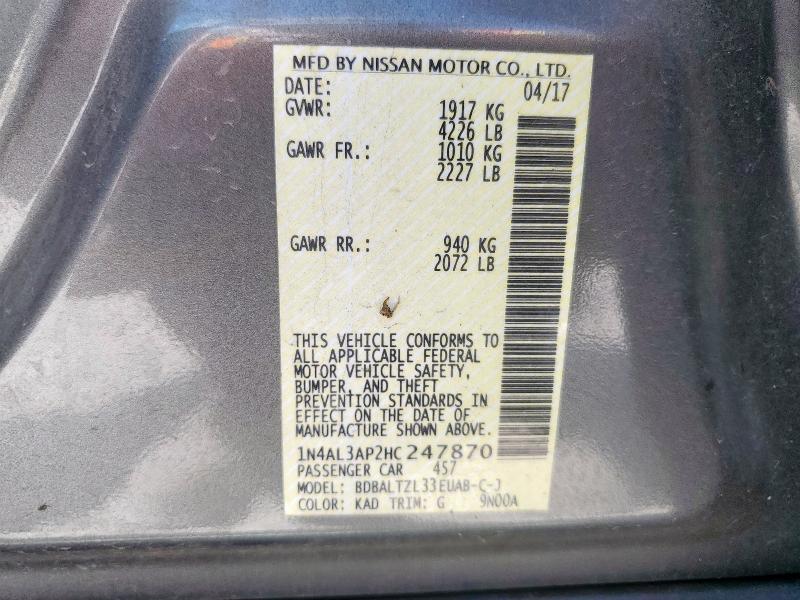 MFD BY NISSAN MOTOR CO., LTD.
DATE: 04/17
GVWR: 1917 KG
4226 LB
GAWR FR.: 1010 KG
2227 LB
GAWR RR.: 940 KG
2072 LB
THIS VEHICLE CONFORMS TO
ALL APPLICABLE FEDERAL
MOTOR VEHICLE SAFETY,
BUMPER, AND THEFT
PREVENTION STANDARDS IN
EFFECT ON THE DATE OF
MANUFACTURE SHOWN ABOVE.
1N4AL3AP2HC247870
PASSENGER CAR 457
MODEL: BDBALTZL33EUAB-C-J
COLOR: KAD TRIM: G 9N00A